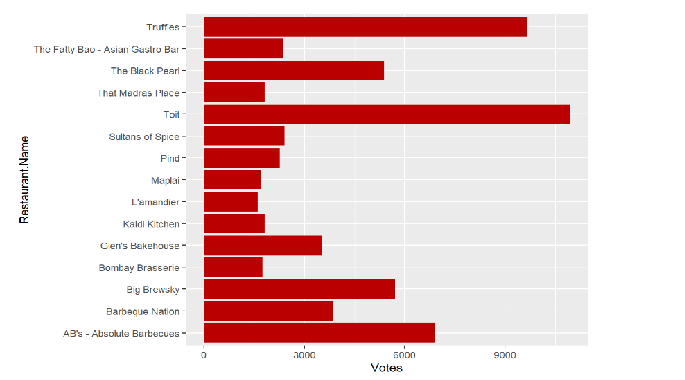 Truffles
The Fatty Bao - Asian Gastro Bar
The Black Pearl
That Madras Place
Toit
Sultans of Spice
Pind
Maplai
L'amandier
Kaldi Kitchen
Glen's Bakehouse
Bombay Brasserie
Big Brewsky
Barbeque Nation
AB's - Absolute Barbecues
Restaurant.Name
0 3000 6000 9000
Votes